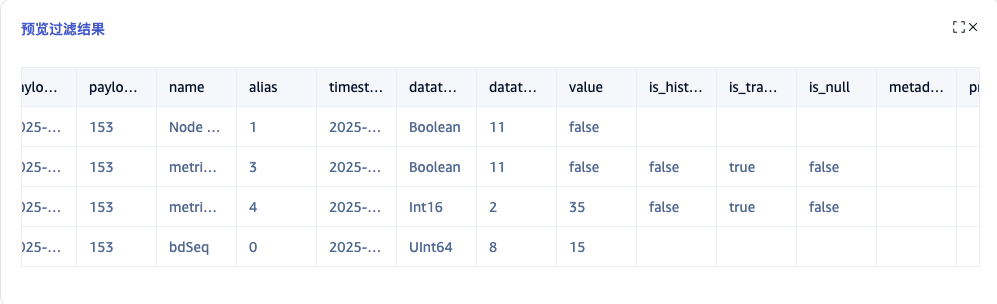 预览过滤结果
aylo... paylo... name alias timest... datat... datat... value is_hist... is_tra... is_null metad... pr
025-... 153 Node ... 1 2025-... Boolean 11 false
025-... 153 metri... 3 2025-... Boolean 11 false false true false
025-... 153 metri... 4 2025-... Int16 2 35 false true false
025-... 153 bdSeq 0 2025-... UInt64 8 15